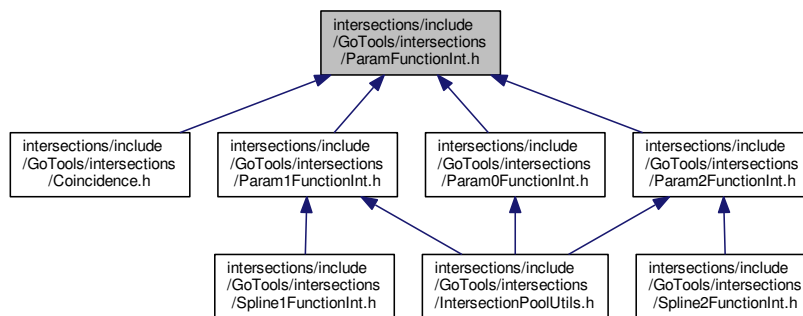 intersections/include
/GoTools/intersections
/ParamFunctionInt.h
intersections/include
/GoTools/intersections
/Coincidence.h
intersections/include
/GoTools/intersections
/Param1FunctionInt.h
intersections/include
/GoTools/intersections
/Param0FunctionInt.h
intersections/include
/GoTools/intersections
/Param2FunctionInt.h
intersections/include
/GoTools/intersections
/Spline1FunctionInt.h
intersections/include
/GoTools/intersections
/IntersectionPoolUtils.h
intersections/include
/GoTools/intersections
/Spline2FunctionInt.h